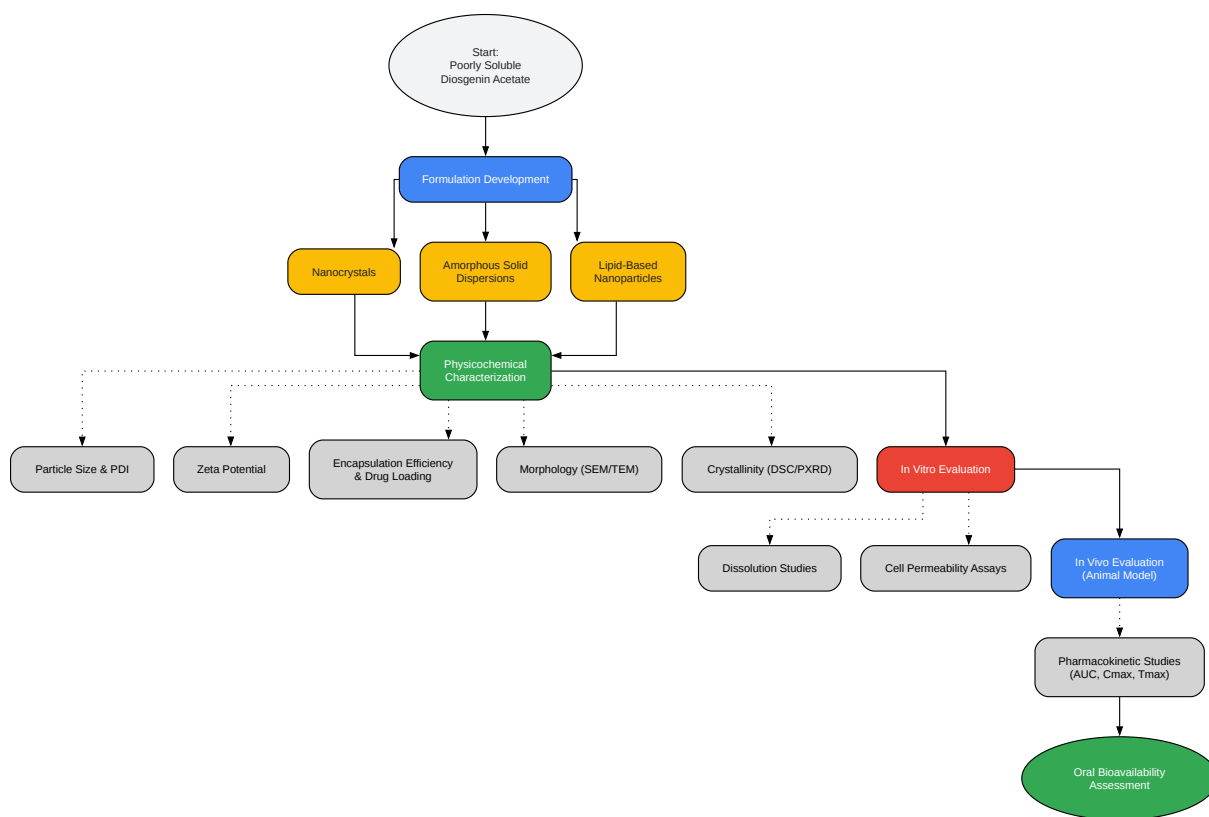 Start:
Poorly Soluble
Diosgenin Acetate
Formulation Development
Nanocrystals
Amorphous Solid
Dispersions
Lipid-Based
Nanoparticles
Physicochemical
Characterization
Particle Size & PDI
Zeta Potential
Encapsulation Efficiency
& Drug Loading
Morphology (SEM/TEM)
Crystallinity (DSC/PXRD)
In Vitro Evaluation
Dissolution Studies
Cell Permeability Assays
In Vivo Evaluation
(Animal Model)
Pharmacokinetic Studies
(AUC, Cmax, Tmax)
Oral Bioavailability
Assessment